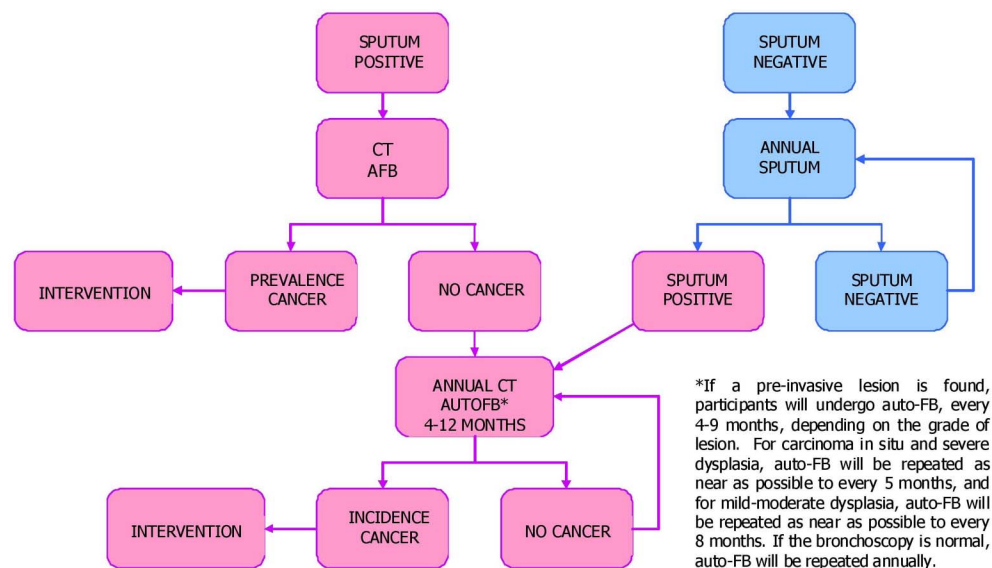 SPUTUM
POSITIVE
SPUTUM
NEGATIVE
CT
AFB
ANNUAL
SPUTUM
INTERVENTION
PREVALENCE
CANCER
NO CANCER
SPUTUM
POSITIVE
SPUTUM
NEGATIVE
ANNUAL CT
AUTOFB*
4-12 MONTHS
INTERVENTION
INCIDENCE
CANCER
NO CANCER
*If a pre-invasive lesion is found,
participants will undergo auto-FB, every
4-9 months, depending on the grade of
lesion. For carcinoma in situ and severe
dysplasia, auto-FB will be repeated as
near as possible to every 5 months, and
for mild-moderate dysplasia, auto-FB will
be repeated as near as possible to every
8 months. If the bronchoscopy is normal,
auto-FB will be repeated annually.